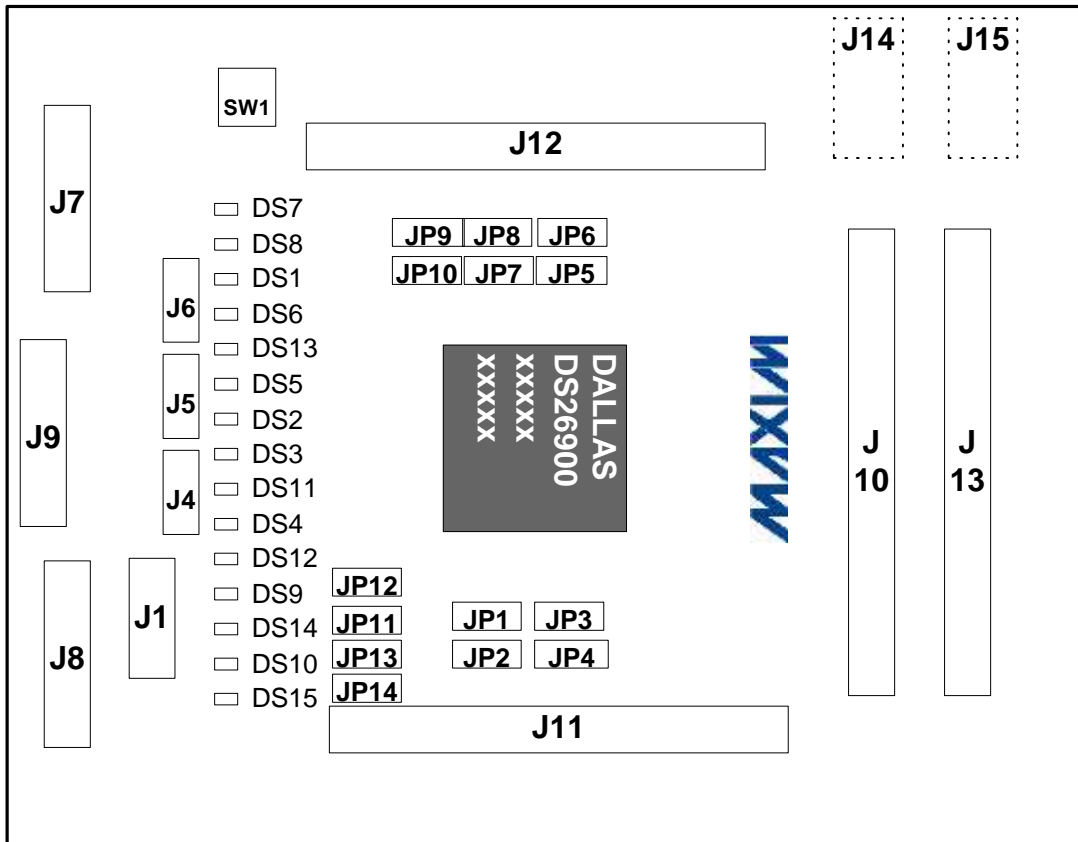 J14 J15
SW1
J12
J7
DS7
DS8
DS1
DS6
DS13
DS5
DS2
DS3
DS11
DS4
DS12
DS9
DS14
DS10
DS15
JP9 JP8 JP6
JP10 JP7 JP5
J6
J5
J4
J9
DALLAS
DS26900
XXXXX
XXXXX
MAXIM
J
10
J
13
J1
J8
JP12
JP11
JP13
JP14
JP1 JP3
JP2 JP4
J11